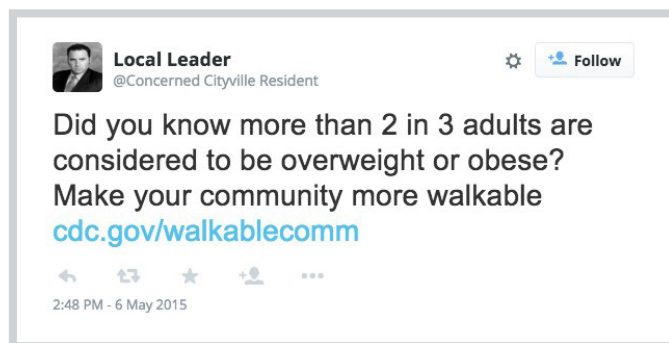 Local Leader
@Concerned Cityville Resident
Follow
Did you know more than 2 in 3 adults are
considered to be overweight or obese?
Make your community more walkable
cdc.gov/walkablecomm
2:48 PM - 6 May 2015